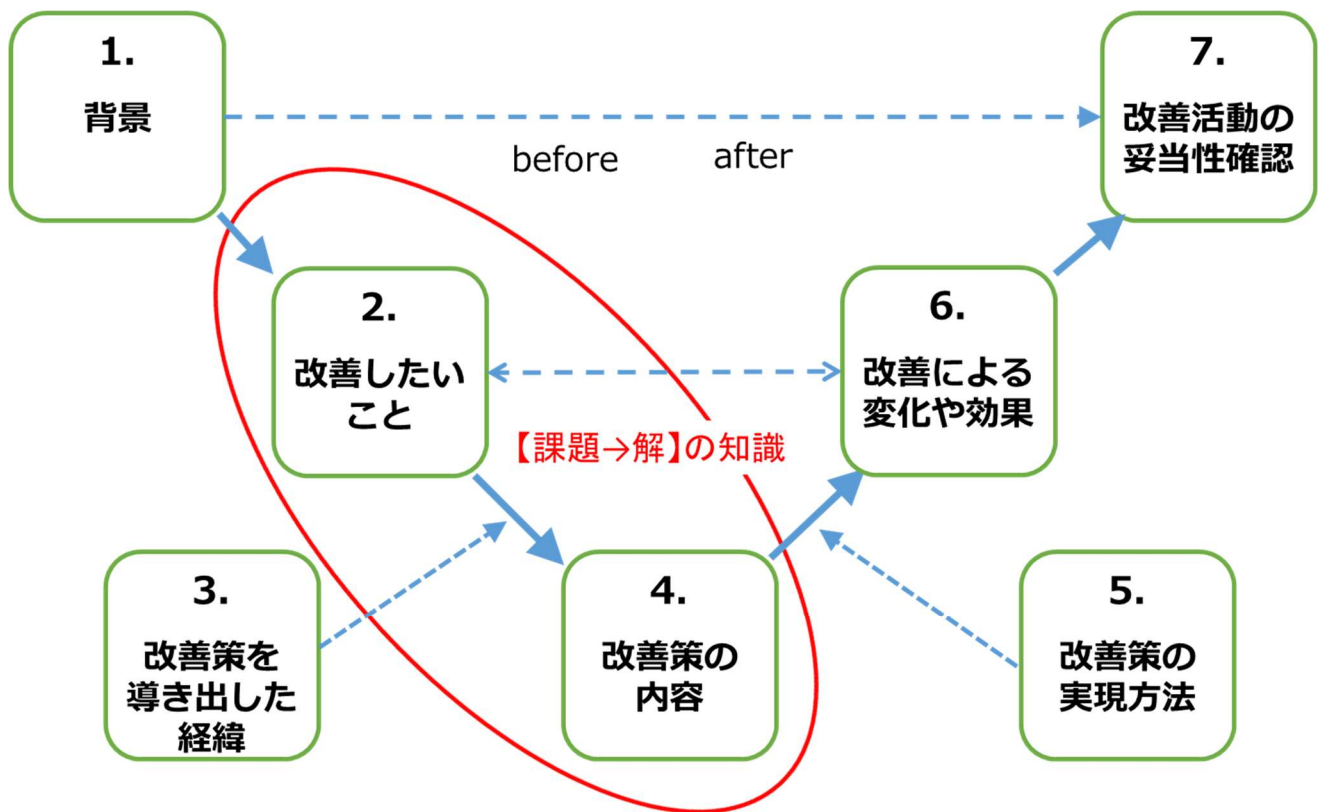 1.
背景
7.
改善活動の
妥当性確認
before
after
2.
改善したい
こと
6.
改善による
変化や効果
【課題→解】の知識
3.
改善策を
導き出した
経緯
4.
改善策の
内容
5.
改善策の
実現方法